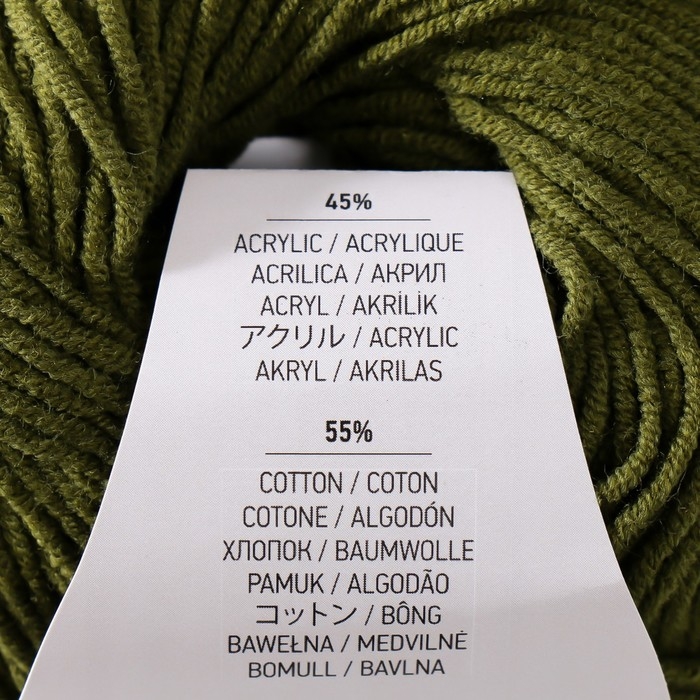 45%
ACRYLIC / ACRYLIQUE
ACRILICA / АКРИЛ
ACRYL / AKRİLİK
アクリル / ACRYLIC
AKRYL / AKRILAS
55%
COTTON / COTON
COTONE / ALGODÓN
ХЛОПОК / BAUMWOLLE
PAMUK / ALGODÃO
コットン / BÔNG
BAWEŁNA / MEDVILNĖ
BOMULL / BAVLNA